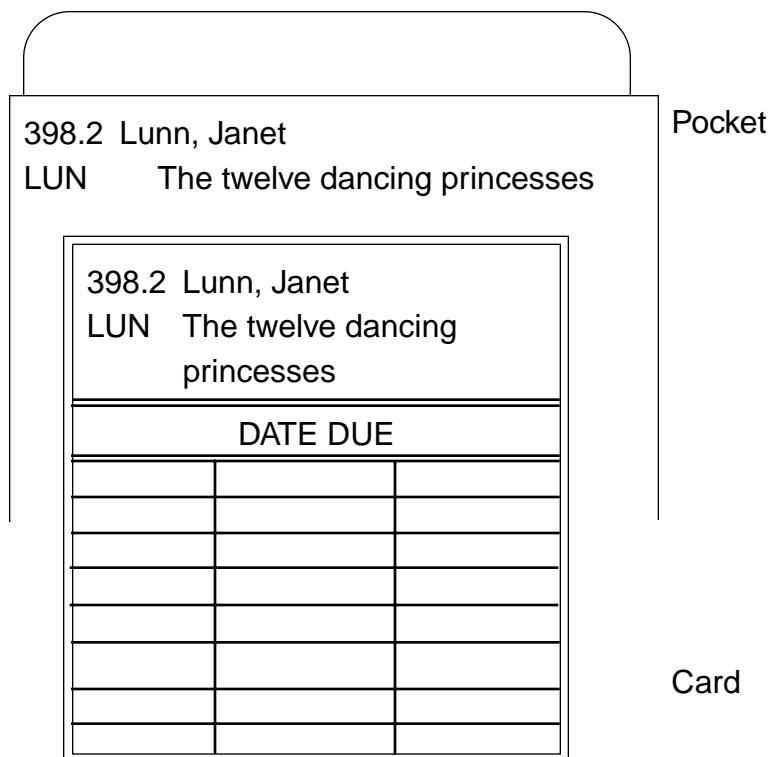 398.2 Lunn, Janet
LUN The twelve dancing princesses
Pocket
398.2 Lunn, Janet
LUN The twelve dancing
princesses
DATE DUE
Card